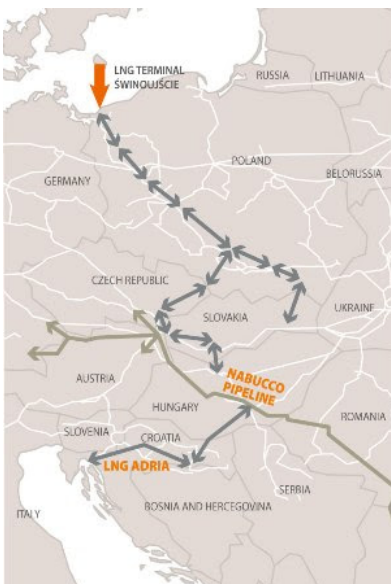 LNG TERMINAL
ŚWINOUJŚCIE
RUSSIA
LITHUANIA
POLAND
BELORUSSIA
GERMANY
CZECH REPUBLIC
SLOVAKIA
UKRAINE
NABUCCO
PIPELINE
AUSTRIA
HUNGARY
ROMANIA
SLOVENIA
CROATIA
LNG ADRIA
SERBIA
BOSNIA AND HERCEGOVINA
ITALY